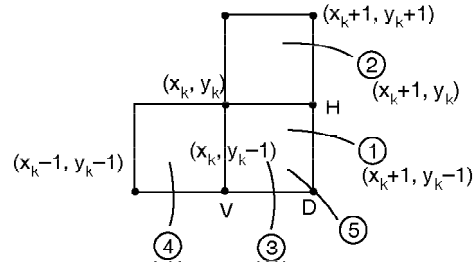 (xₖ+1, yₖ+1)
②
(xₖ, yₖ)
(xₖ+1, yₖ)
H
(xₖ, yₖ−1)
①
(xₖ−1, yₖ−1)
(xₖ+1, yₖ−1)
V
D
④
③
⑤